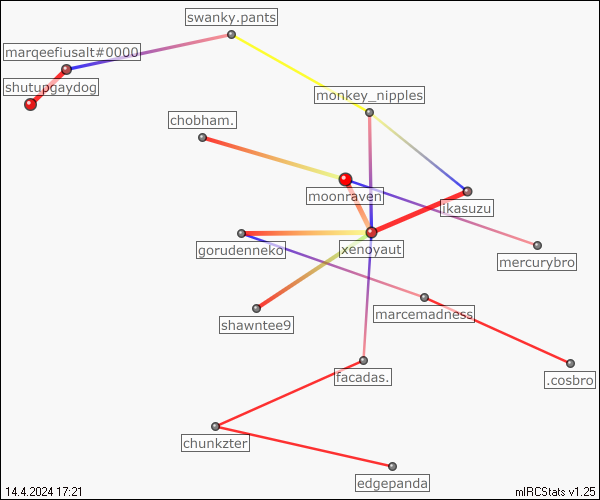 swanky.pants
marqeefiusalt#0000
shutupgaydog
monkey_nipples
chobham.
moonraven
ikasuzu
gorudenneko
xenoyaut
mercurybro
marcemadness
shawntee9
facadas.
.cosbro
chunkzter
edgepanda
14.4.2024 17:21
mIRCStats v1.25